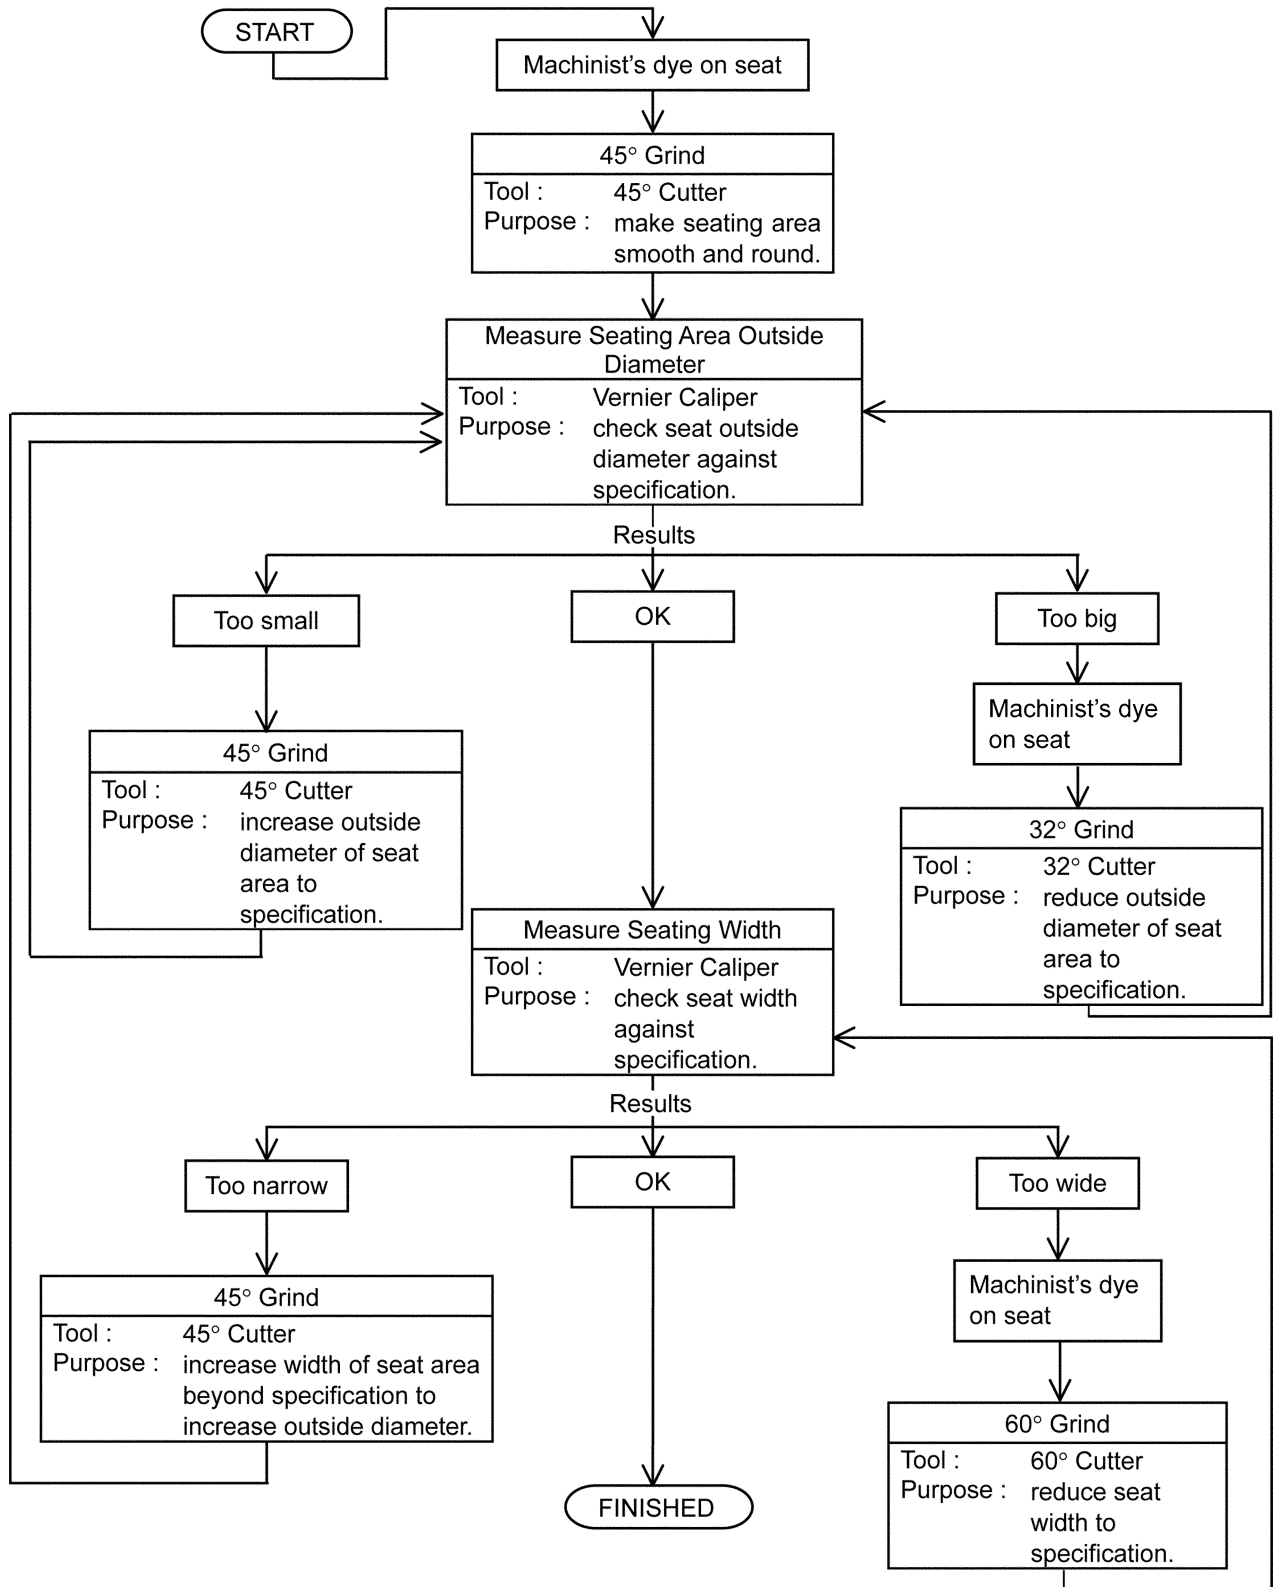 START
Machinist's dye on seat
45° Grind
Tool : 45° Cutter
Purpose : make seating area
smooth and round.
Measure Seating Area Outside
Diameter
Tool : Vernier Caliper
Purpose : check seat outside
diameter against
specification.
Results
Too small
OK
Too big
Machinist's dye
on seat
45° Grind
Tool : 45° Cutter
Purpose : increase outside
diameter of seat
area to
specification.
32° Grind
Tool : 32° Cutter
Purpose : reduce outside
diameter of seat
area to
specification.
Measure Seating Width
Tool : Vernier Caliper
Purpose : check seat width
against
specification.
Results
Too narrow
OK
Too wide
Machinist's dye
on seat
45° Grind
Tool : 45° Cutter
Purpose : increase width of seat area
beyond specification to
increase outside diameter.
60° Grind
Tool : 60° Cutter
Purpose : reduce seat
width to
specification.
FINISHED